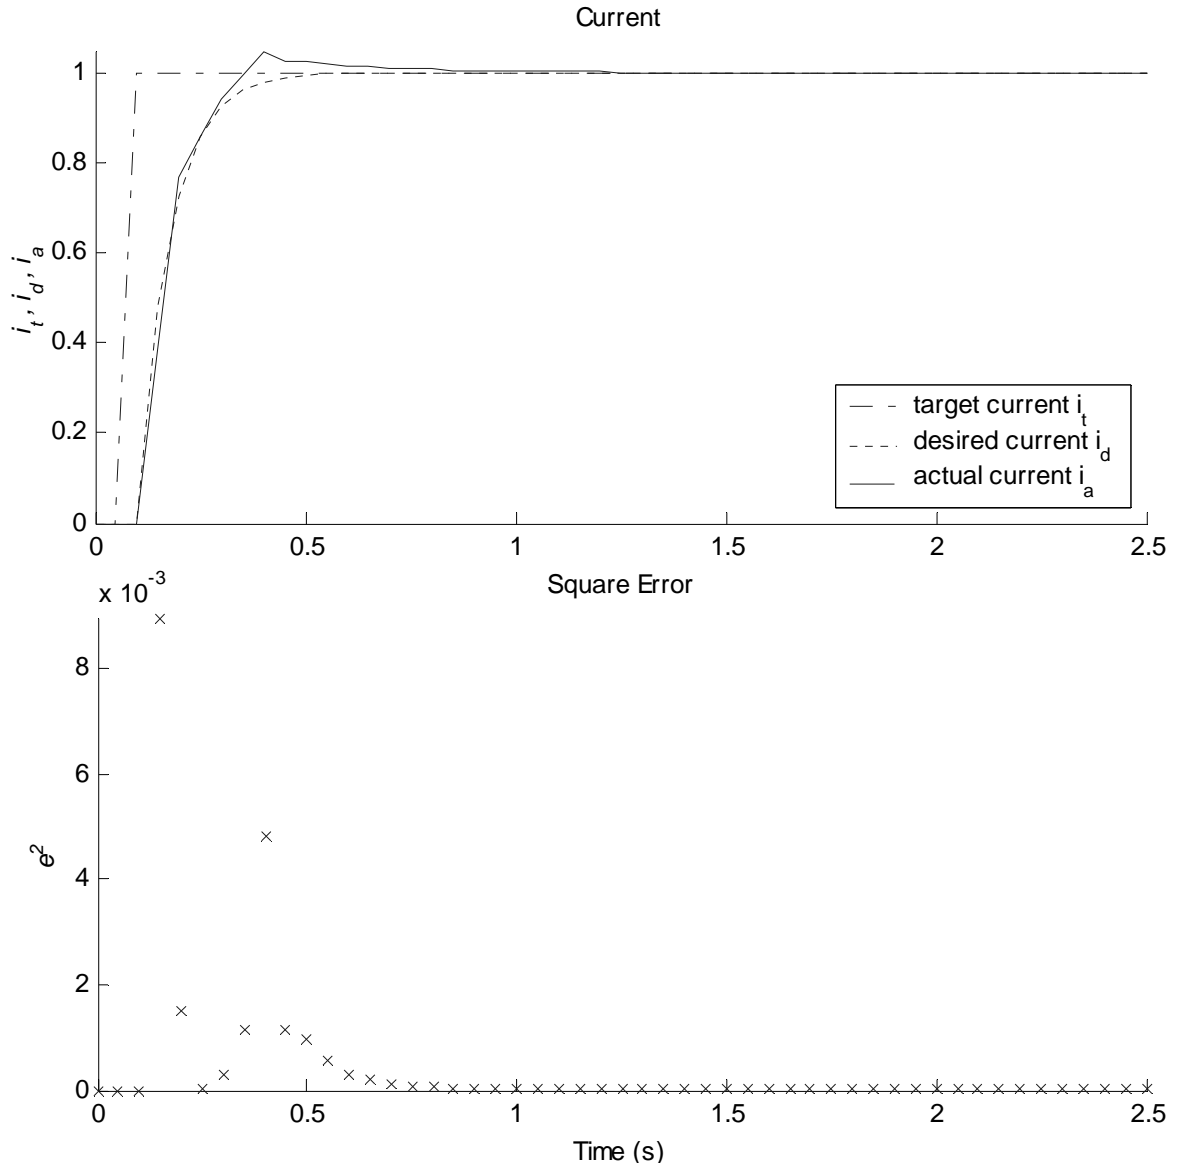 Current
1
0.8
0.6
0.4
0.2
0
i_t, i_d, i_a
target current i_t
desired current i_d
actual current i_a
0 0.5 1 1.5 2 2.5
Square Error
x 10^-3
8
6
4
2
0
e^2
0 0.5 1 1.5 2 2.5
Time (s)